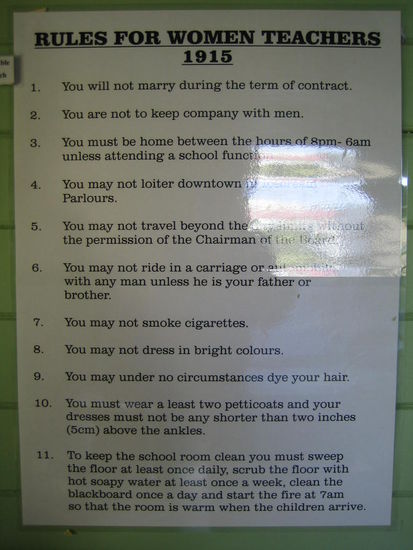 ble
ch
RULES FOR WOMEN TEACHERS
1915
1. You will not marry during the term of contract.
2. You are not to keep company with men.
3. You must be home between the hours of 8pm- 6am
unless attending a school function
4. You may not loiter downtown in icecream
Parlours.
5. You may not travel beyond the without
the permission of the Chairman of the Board.
6. You may not ride in a carriage or automobile
with any man unless he is your father or
brother.
7. You may not smoke cigarettes.
8. You may not dress in bright colours.
9. You may under no circumstances dye your hair.
10. You must wear a least two petticoats and your
dresses must not be any shorter than two inches
(5cm) above the ankles.
11. To keep the school room clean you must sweep
the floor at least once daily, scrub the floor with
hot soapy water at least once a week, clean the
blackboard once a day and start the fire at 7am
so that the room is warm when the children arrive.